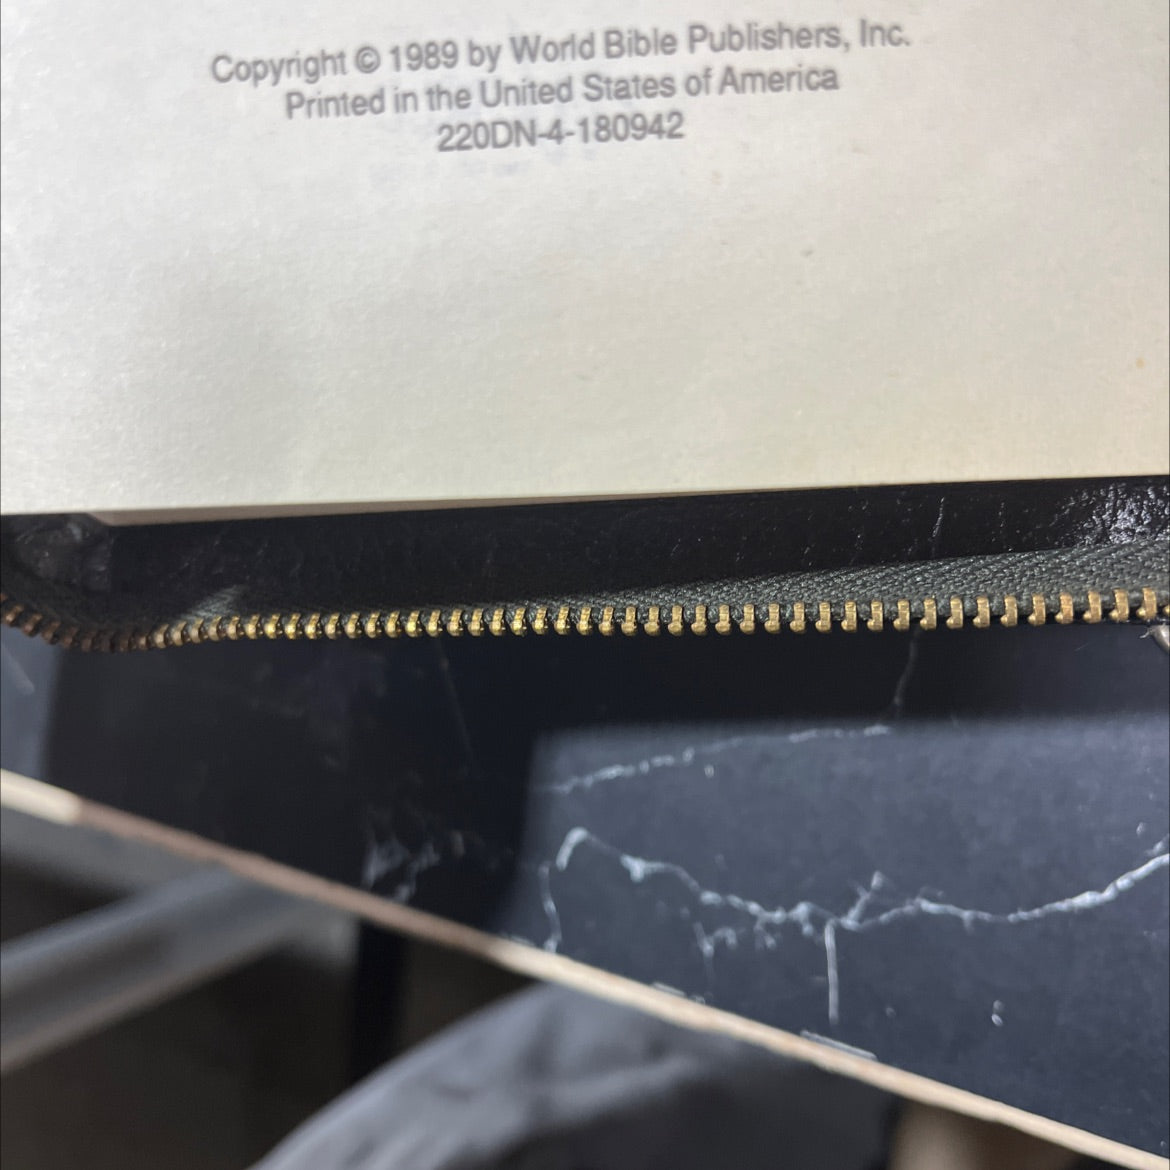 Copyright © 1989 by World Bible Publishers, Inc.
Printed in the United States of America
220DN-4-180942